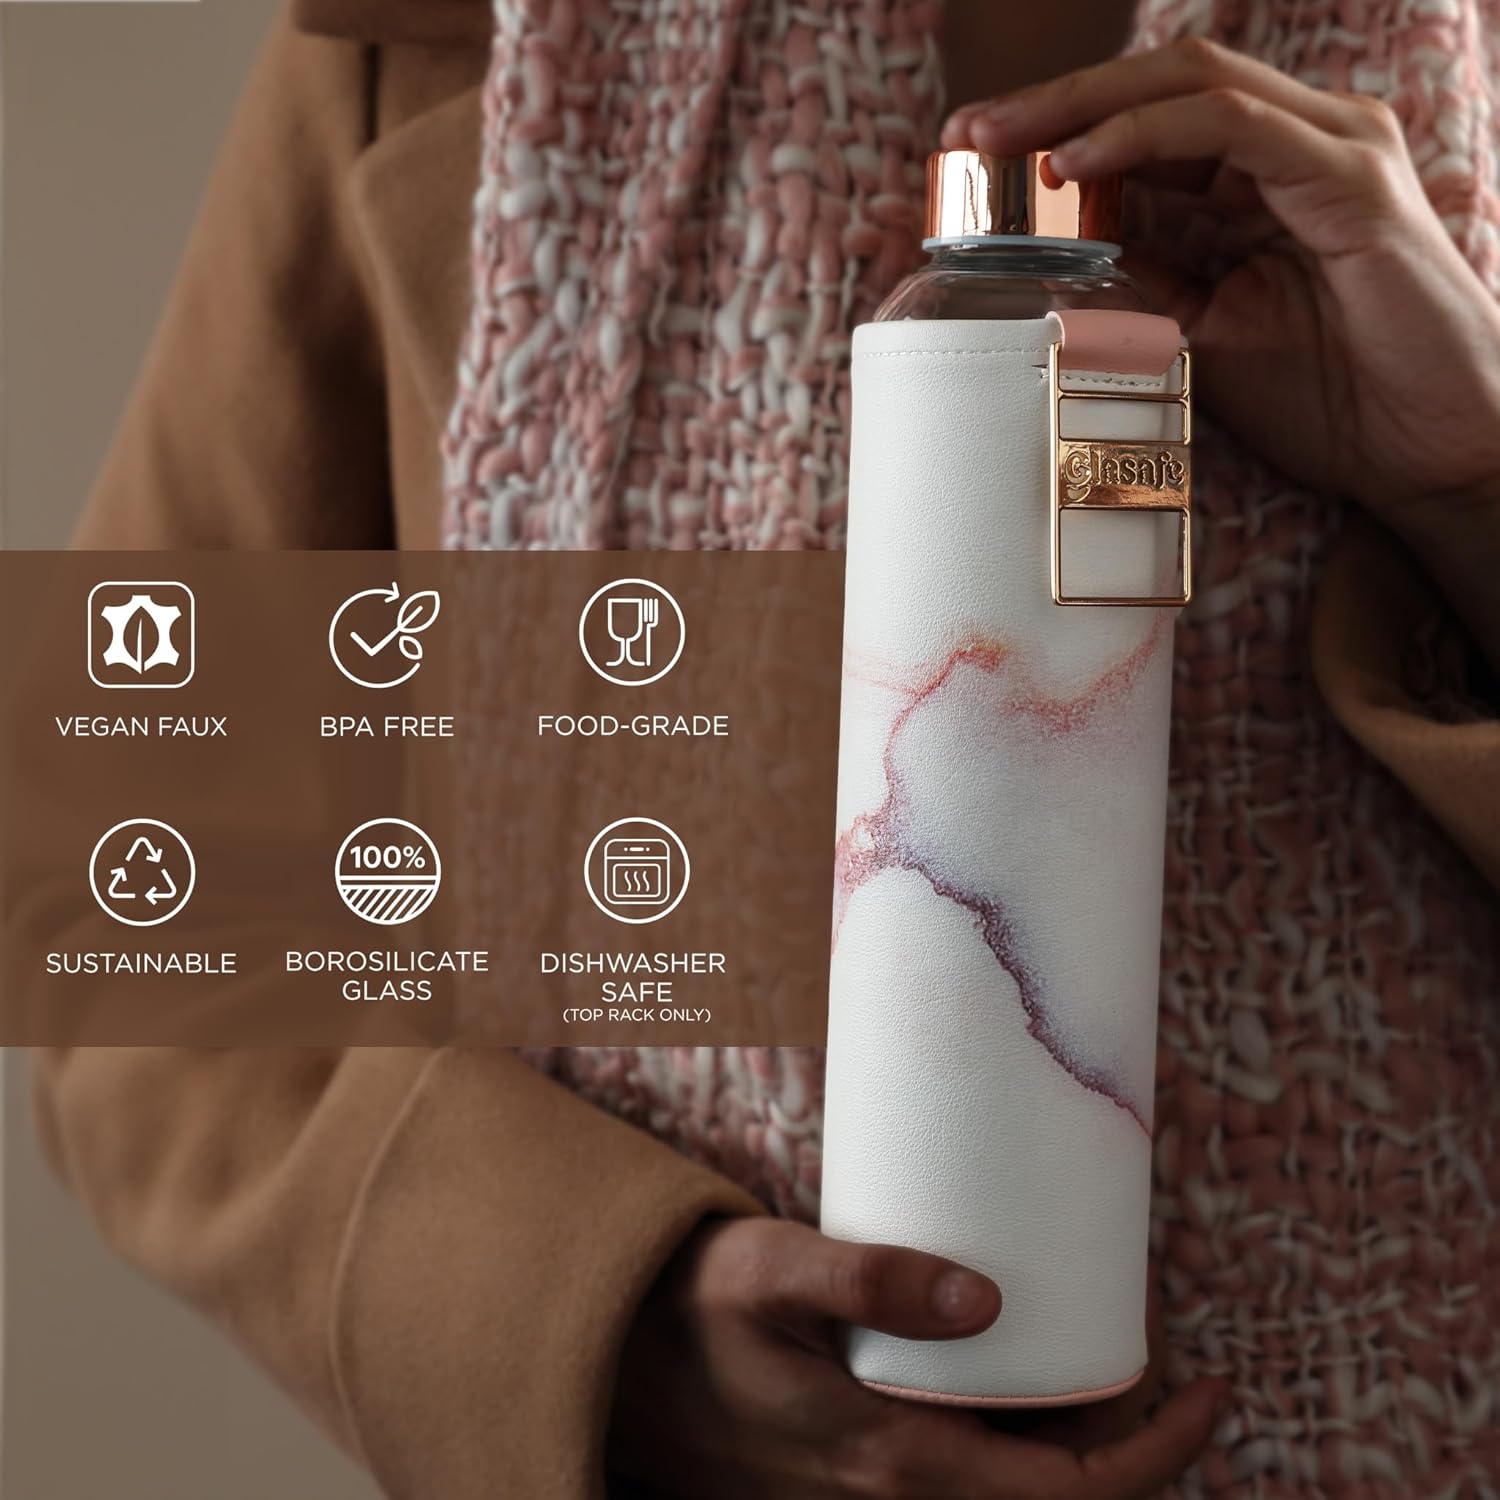 glasafe
VEGAN FAUX
BPA FREE
FOOD-GRADE
100%
SUSTAINABLE
BOROSILICATE
GLASS
DISHWASHER
SAFE
(TOP RACK ONLY)